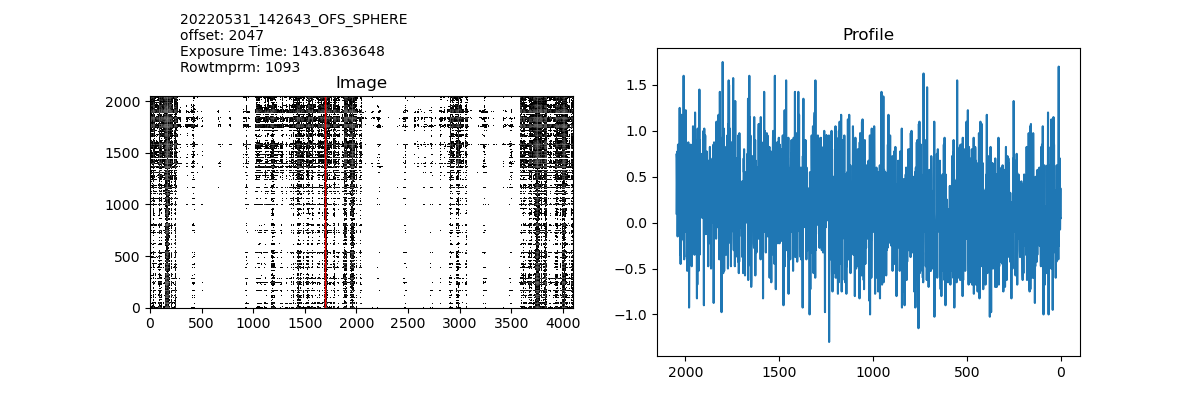 20220531_142643_OFS_SPHERE
offset: 2047
Exposure Time: 143.8363648
Rowtmprm: 1093
Image
2000
1500
1000
500
0
0 500 1000 1500 2000 2500 3000 3500 4000
Profile
1.5
1.0
0.5
0.0
−0.5
−1.0
2000 1500 1000 500 0